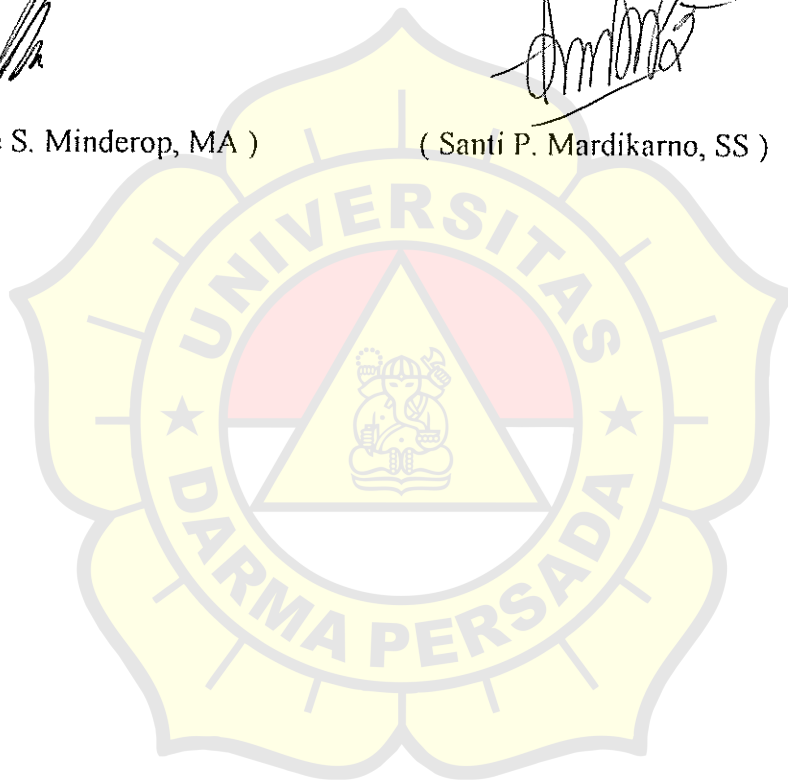 S. Minderop, MA ) ( Santi P. Mardikarno, SS )
UNIVERSITAS
DARMA PERSADA